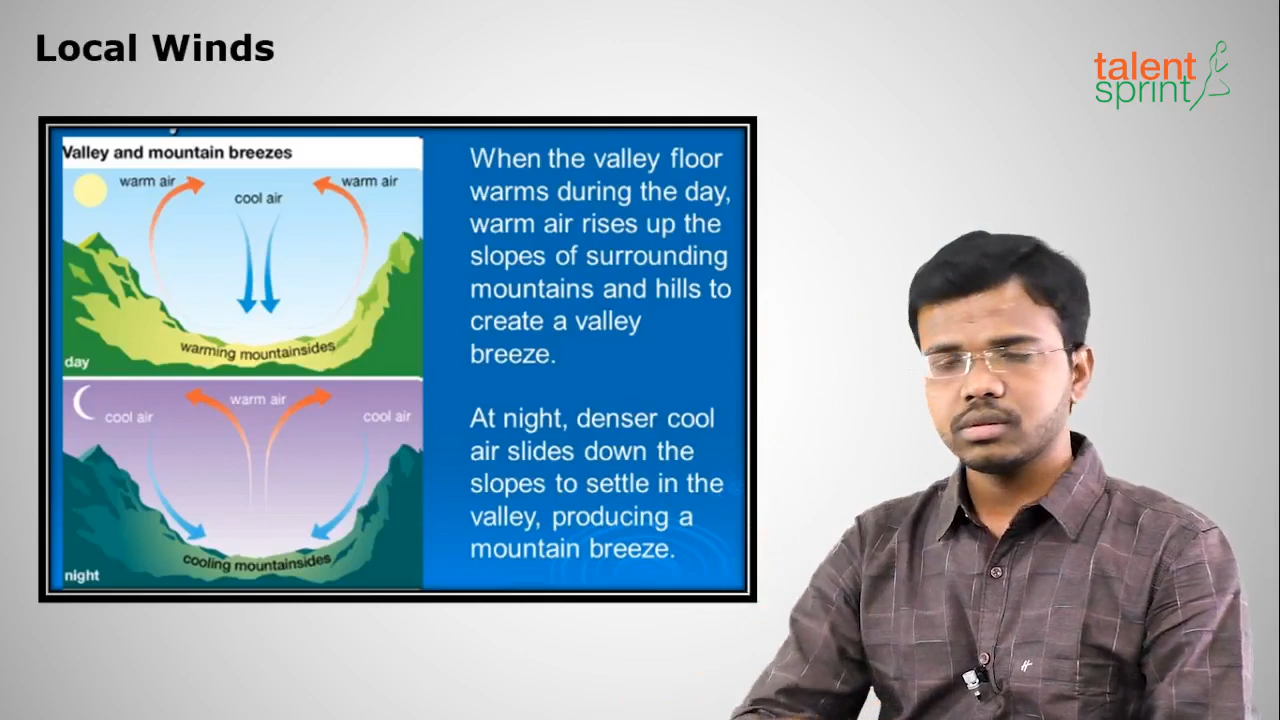 Local Winds
talent
sprint
Valley and mountain breezes
warm air
warm air
cool air
warming mountainsides
day
warm air
cool air
cool air
cooling mountainsides
night
When the valley floor
warms during the day,
warm air rises up the
slopes of surrounding
mountains and hills to
create a valley
breeze.
At night, denser cool
air slides down the
slopes to settle in the
valley, producing a
mountain breeze.